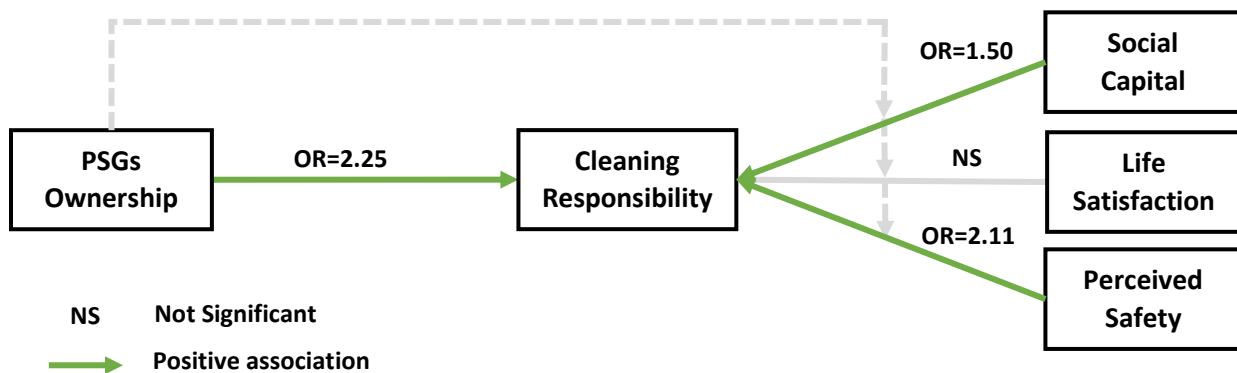 PSGs
Ownership
OR=2.25
Cleaning
Responsibility
OR=1.50
NS
OR=2.11
Social
Capital
Life
Satisfaction
Perceived
Safety
NS Not Significant
Positive association